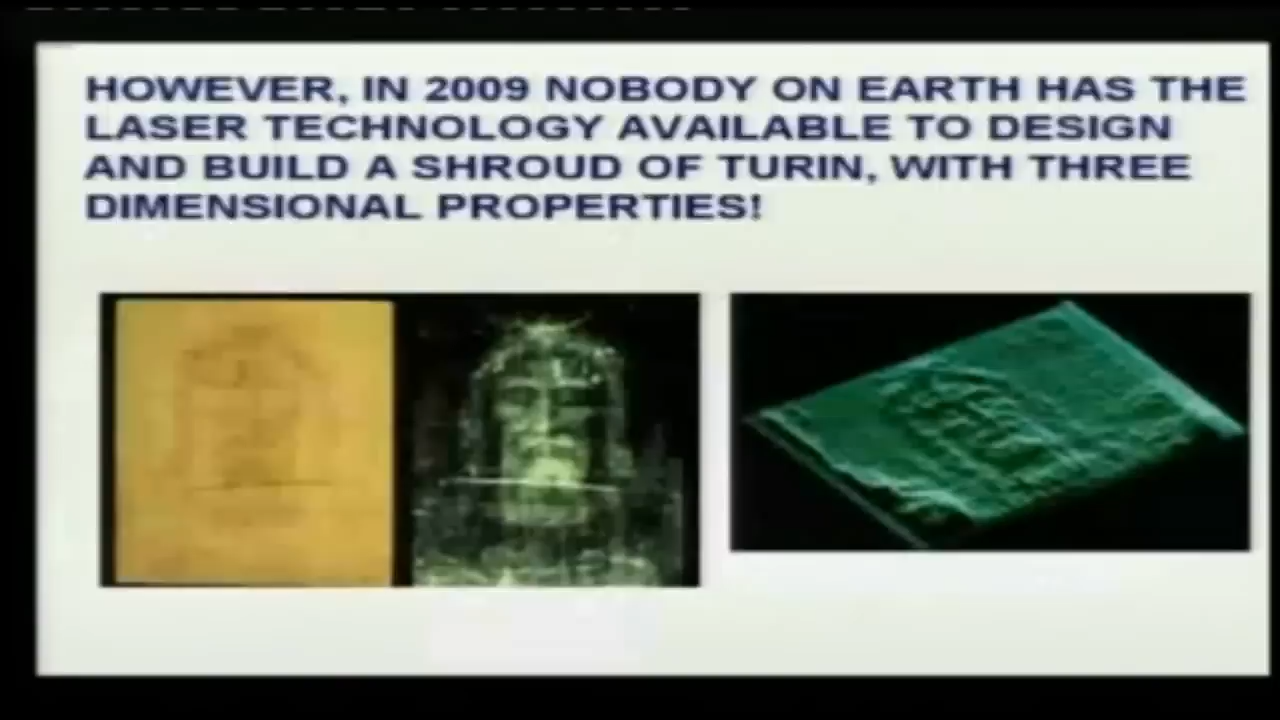 HOWEVER, IN 2009 NOBODY ON EARTH HAS THE
LASER TECHNOLOGY AVAILABLE TO DESIGN
AND BUILD A SHROUD OF TURIN, WITH THREE
DIMENSIONAL PROPERTIES!